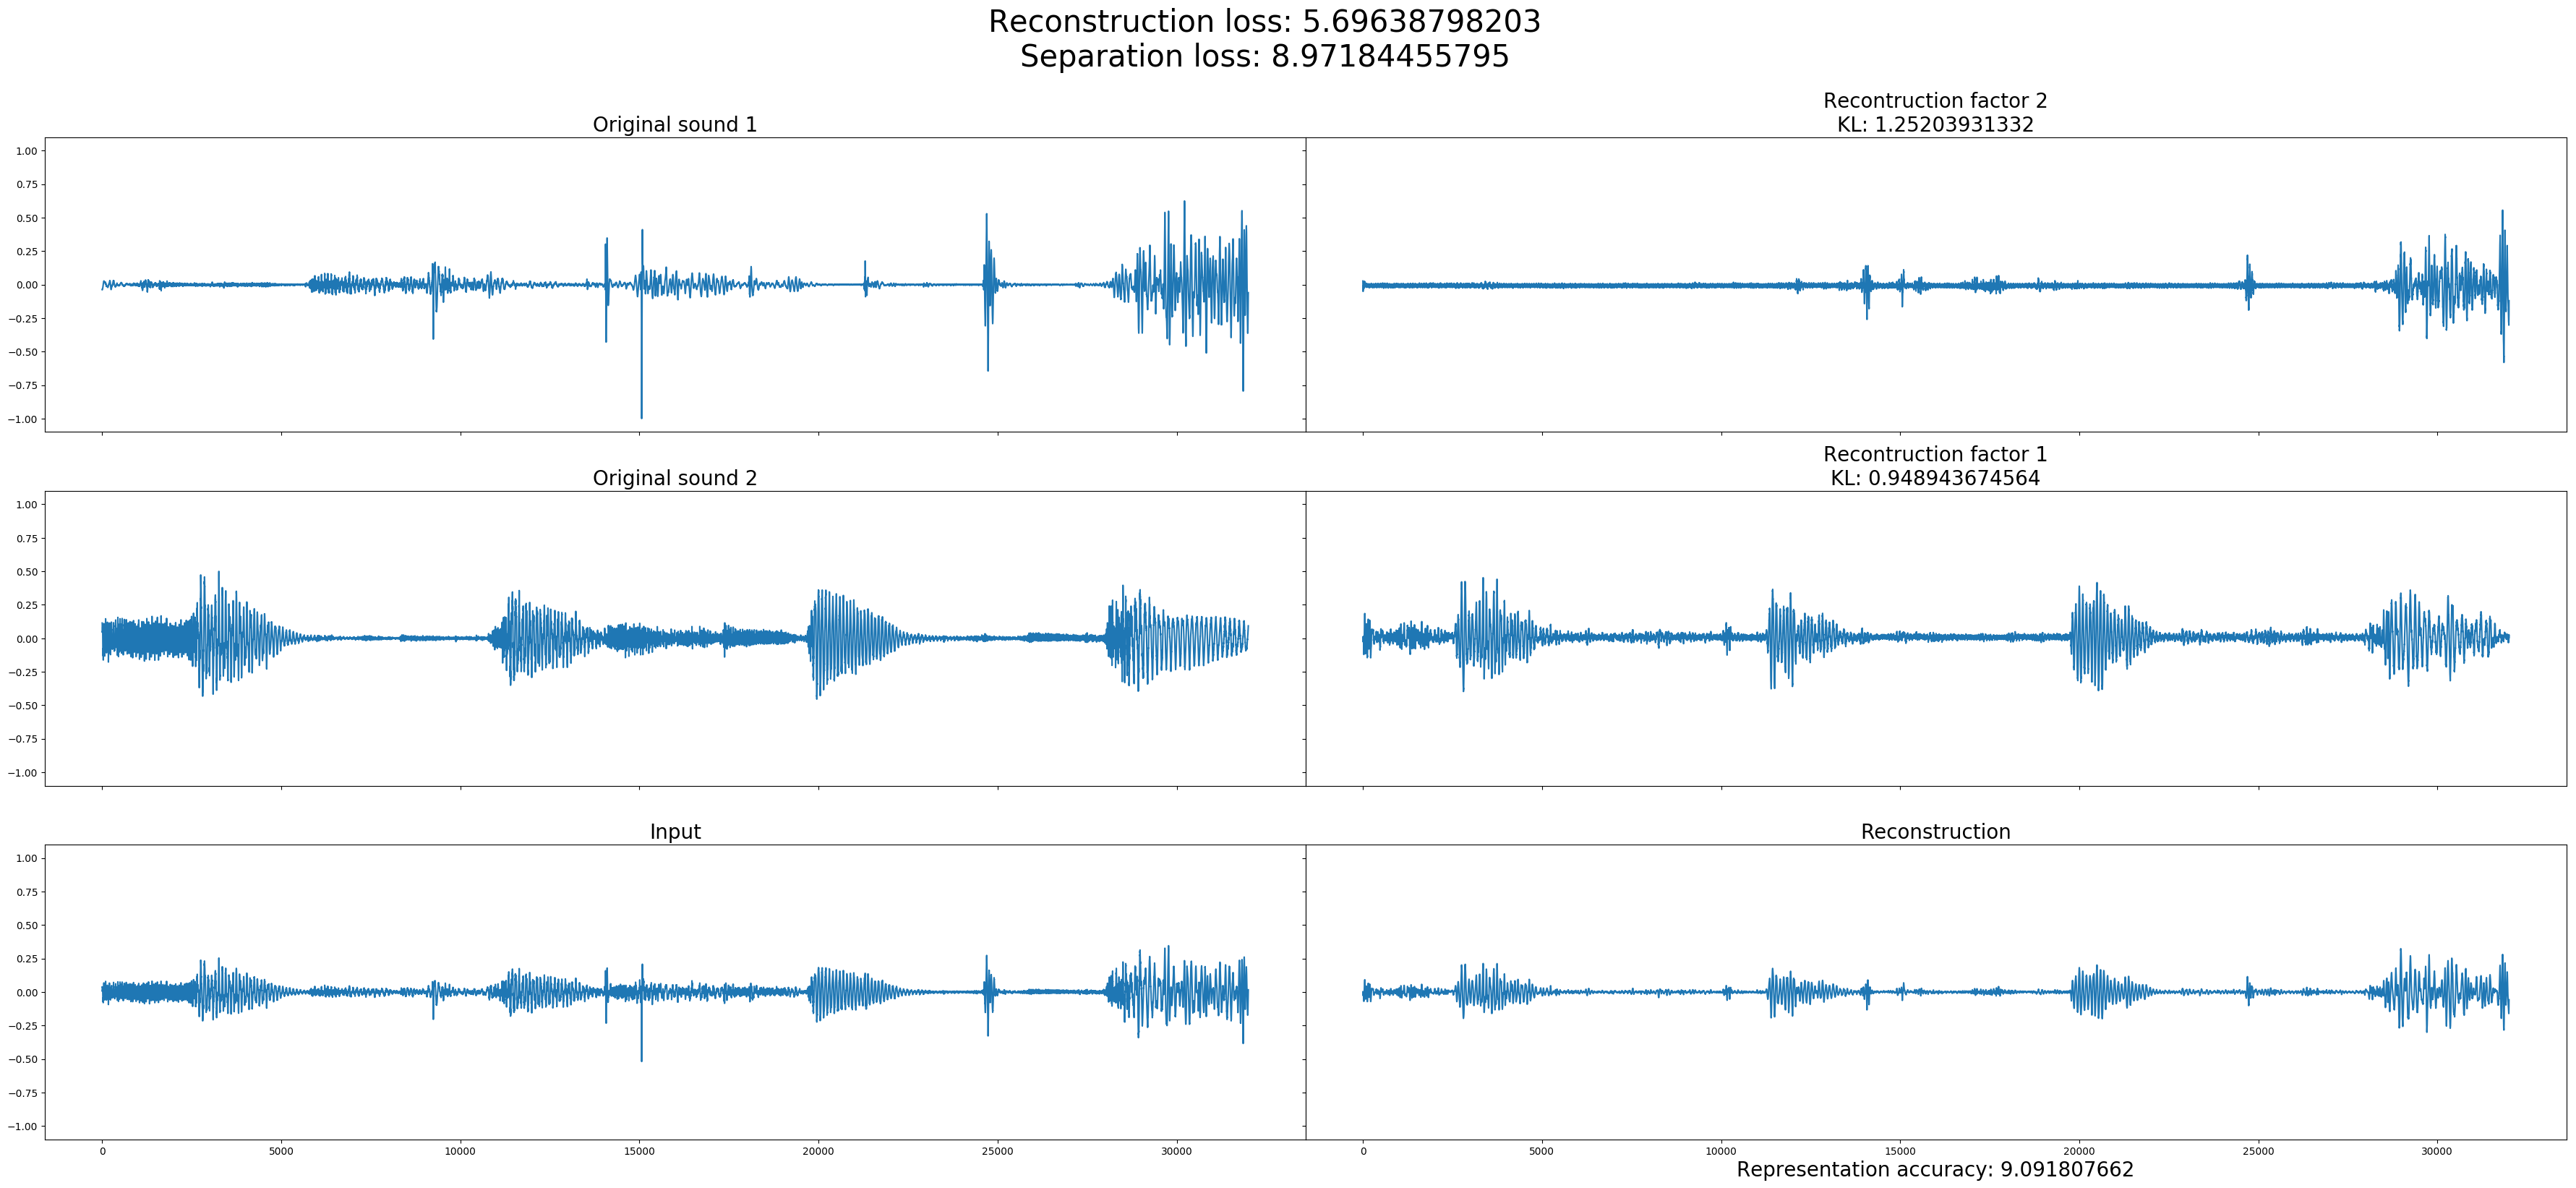 Reconstruction loss: 5.69638798203
Separation loss: 8.97184455795
Original sound 1
Recontruction factor 2
KL: 1.25203931332
1.00
0.75
0.50
0.25
0.00
−0.25
−0.50
−0.75
−1.00
Original sound 2
Recontruction factor 1
KL: 0.948943674564
1.00
0.75
0.50
0.25
0.00
−0.25
−0.50
−0.75
−1.00
Input
Reconstruction
1.00
0.75
0.50
0.25
0.00
−0.25
−0.50
−0.75
−1.00
0 5000 10000 15000 20000 25000 30000
0 5000 10000 15000 20000 25000 30000
Representation accuracy: 9.091807662